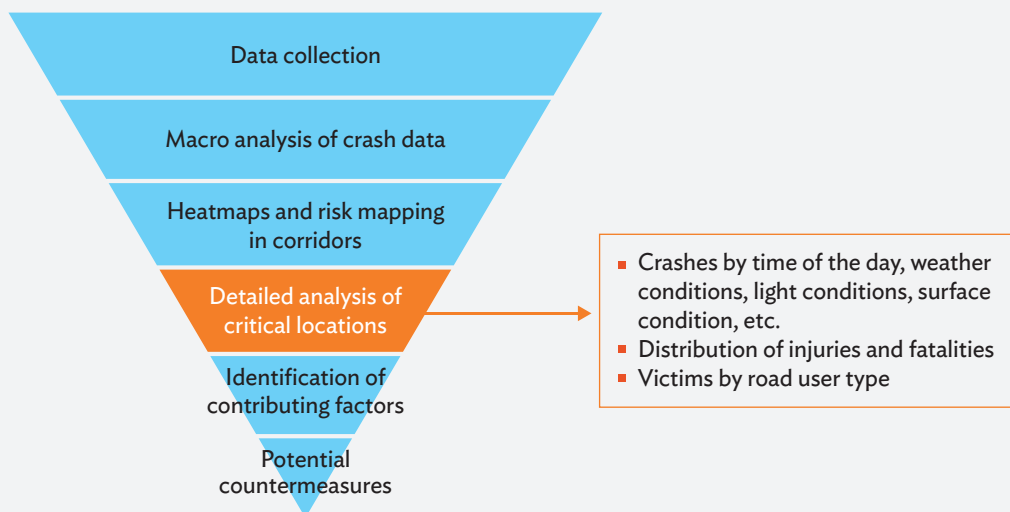 Data collection
Macro analysis of crash data
Heatmaps and risk mapping
in corridors
Detailed analysis of
critical locations
Crashes by time of the day, weather
conditions, light conditions, surface
condition, etc.
Distribution of injuries and fatalities
Victims by road user type
Identification of
contributing factors
Potential
countermeasures